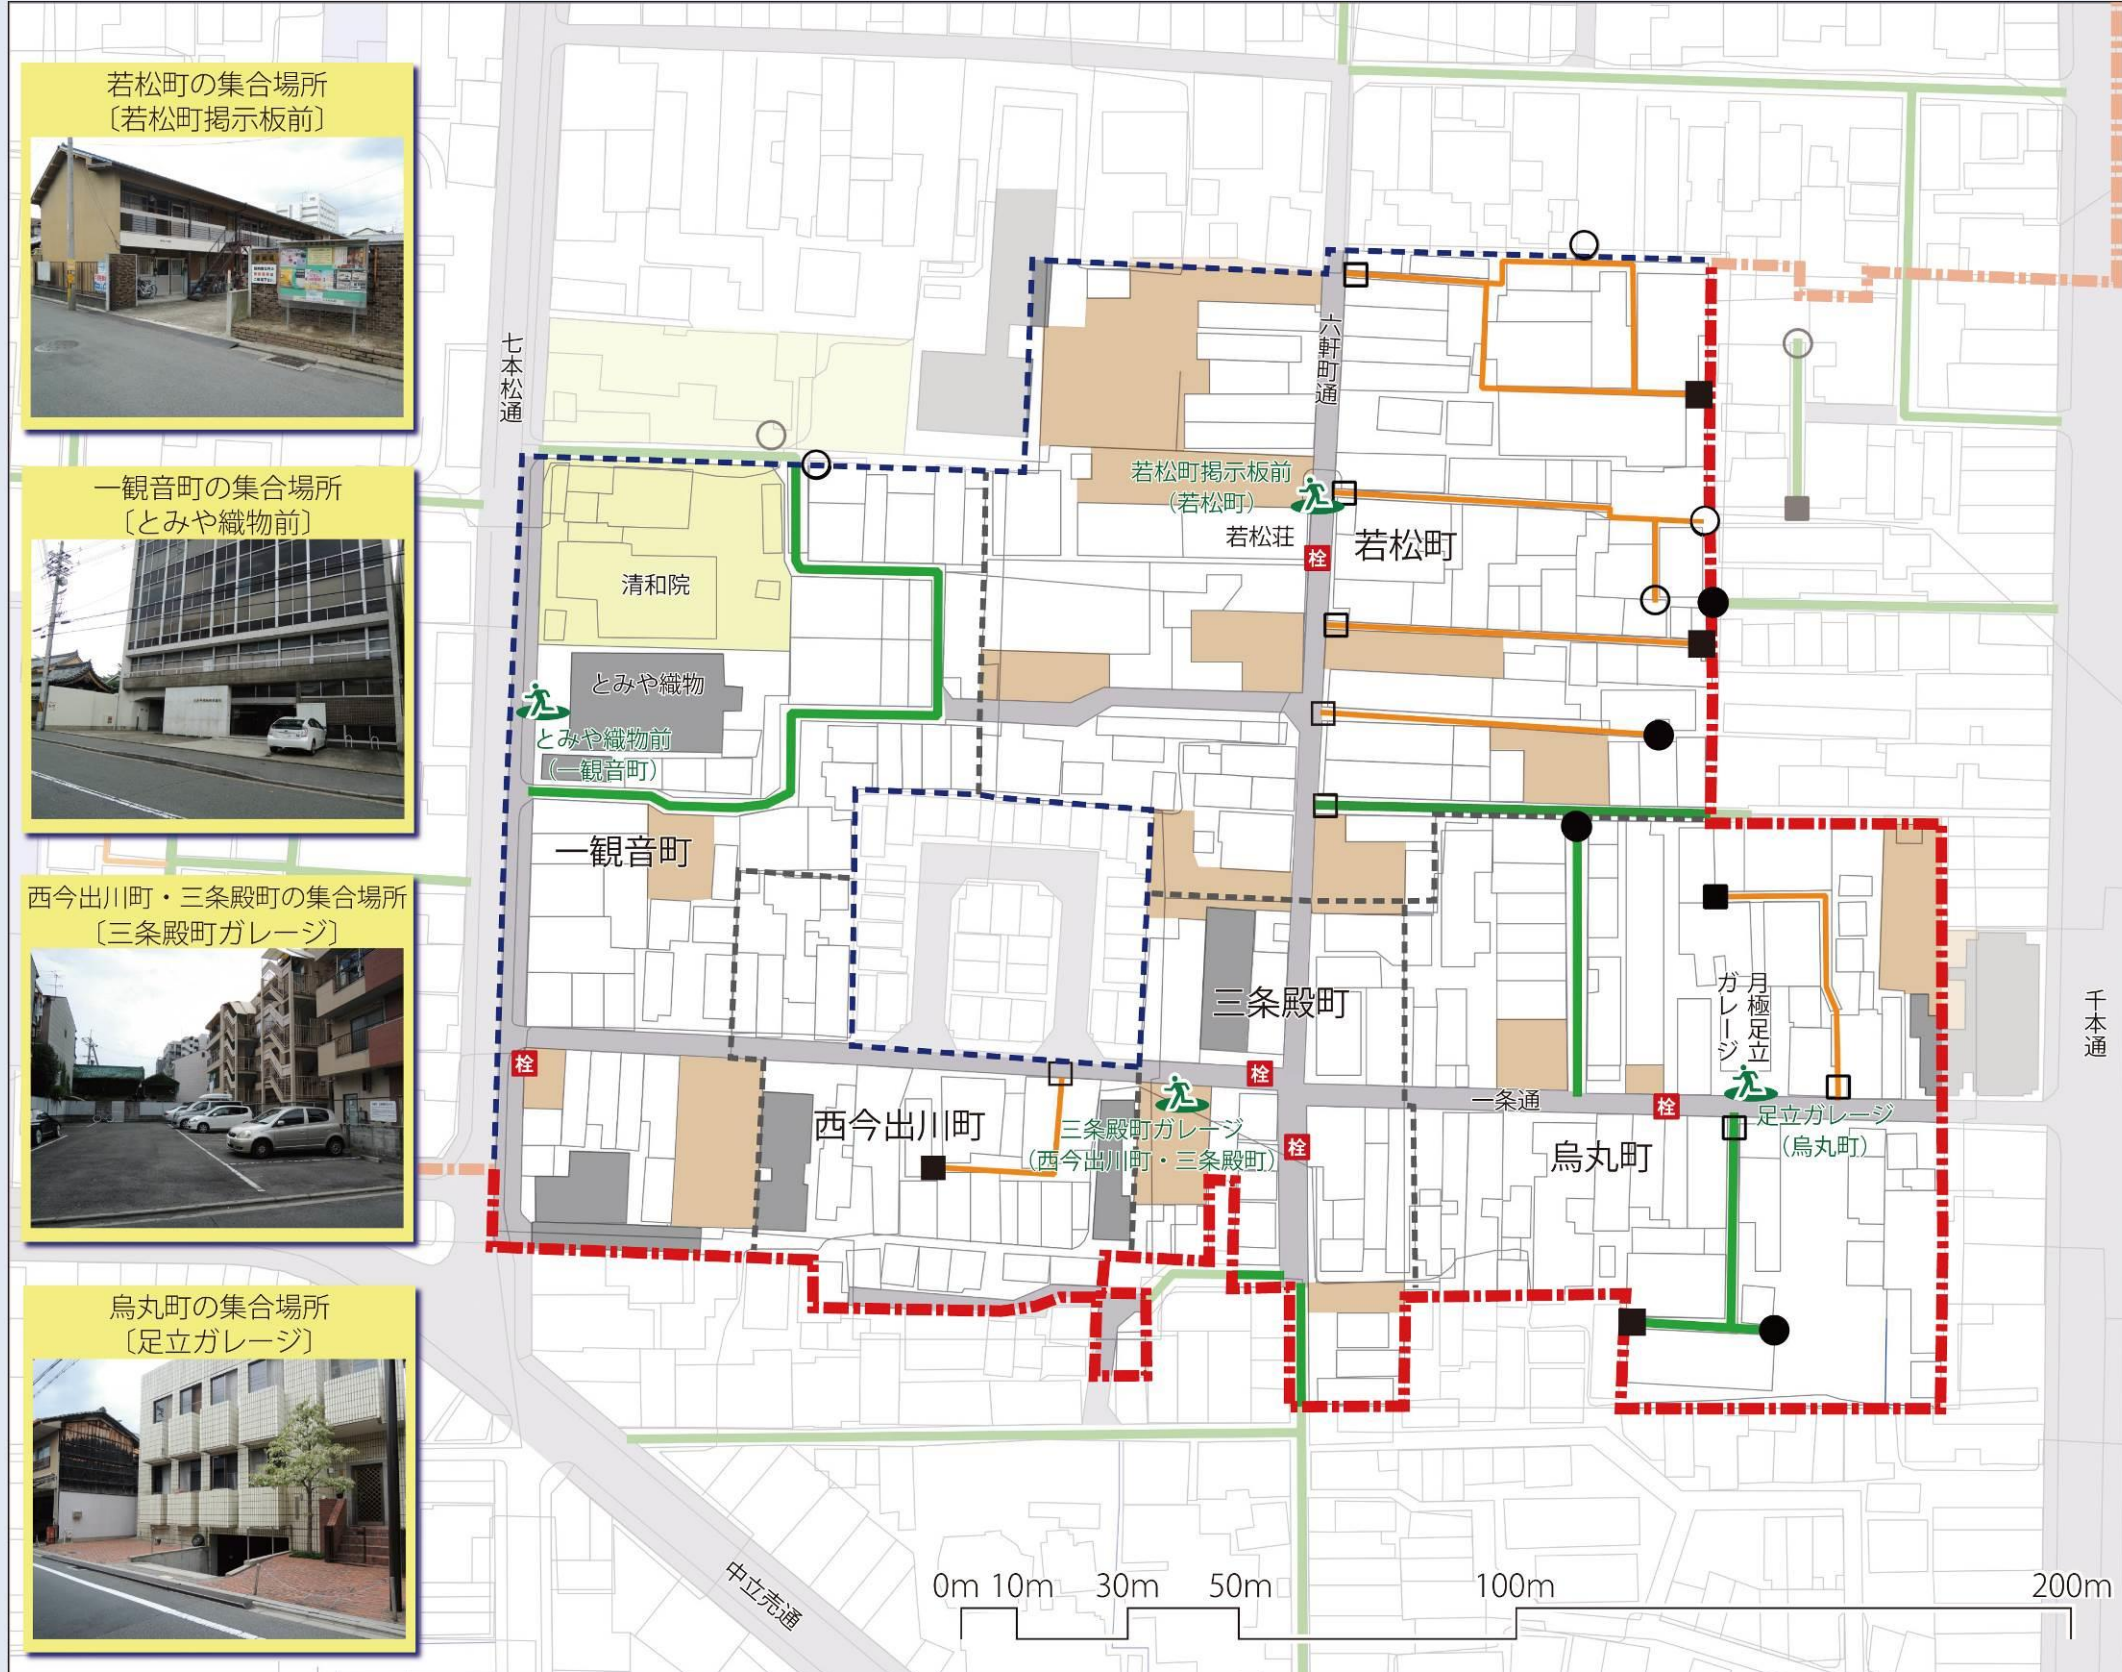 若松町の集合場所
〔若松町掲示板前〕
一観音町の集合場所
〔とみや織物前〕
西今出川町・三条殿町の集合場所
〔三条殿町ガレージ〕
烏丸町の集合場所
〔足立ガレージ〕
七本松通
六軒町通
若松町掲示板前
(若松町)
若松荘
栓
若松町
清和院
とみや織物
とみや織物前
(一観音町)
一観音町
三条殿町
月極足立
ガレージ
千本通
栓
栓
西今出川町
三条殿町ガレージ
(西今出川町・三条殿町)
栓
一条通
栓
足立ガレージ
(烏丸町)
烏丸町
中立売通
0m 10m 30m 50m 100m 200m